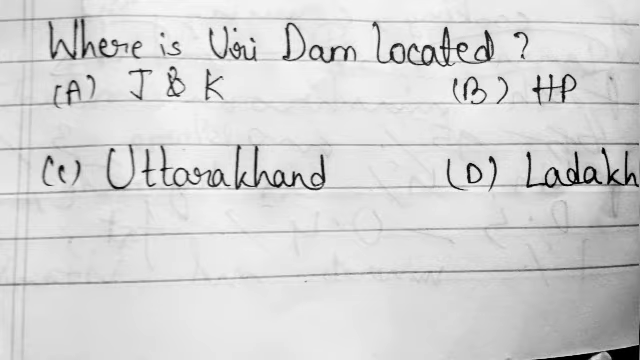 Where is Uri Dam located ?
(A) J & K (B) HP
(C) Uttarakhand (D) Ladakh